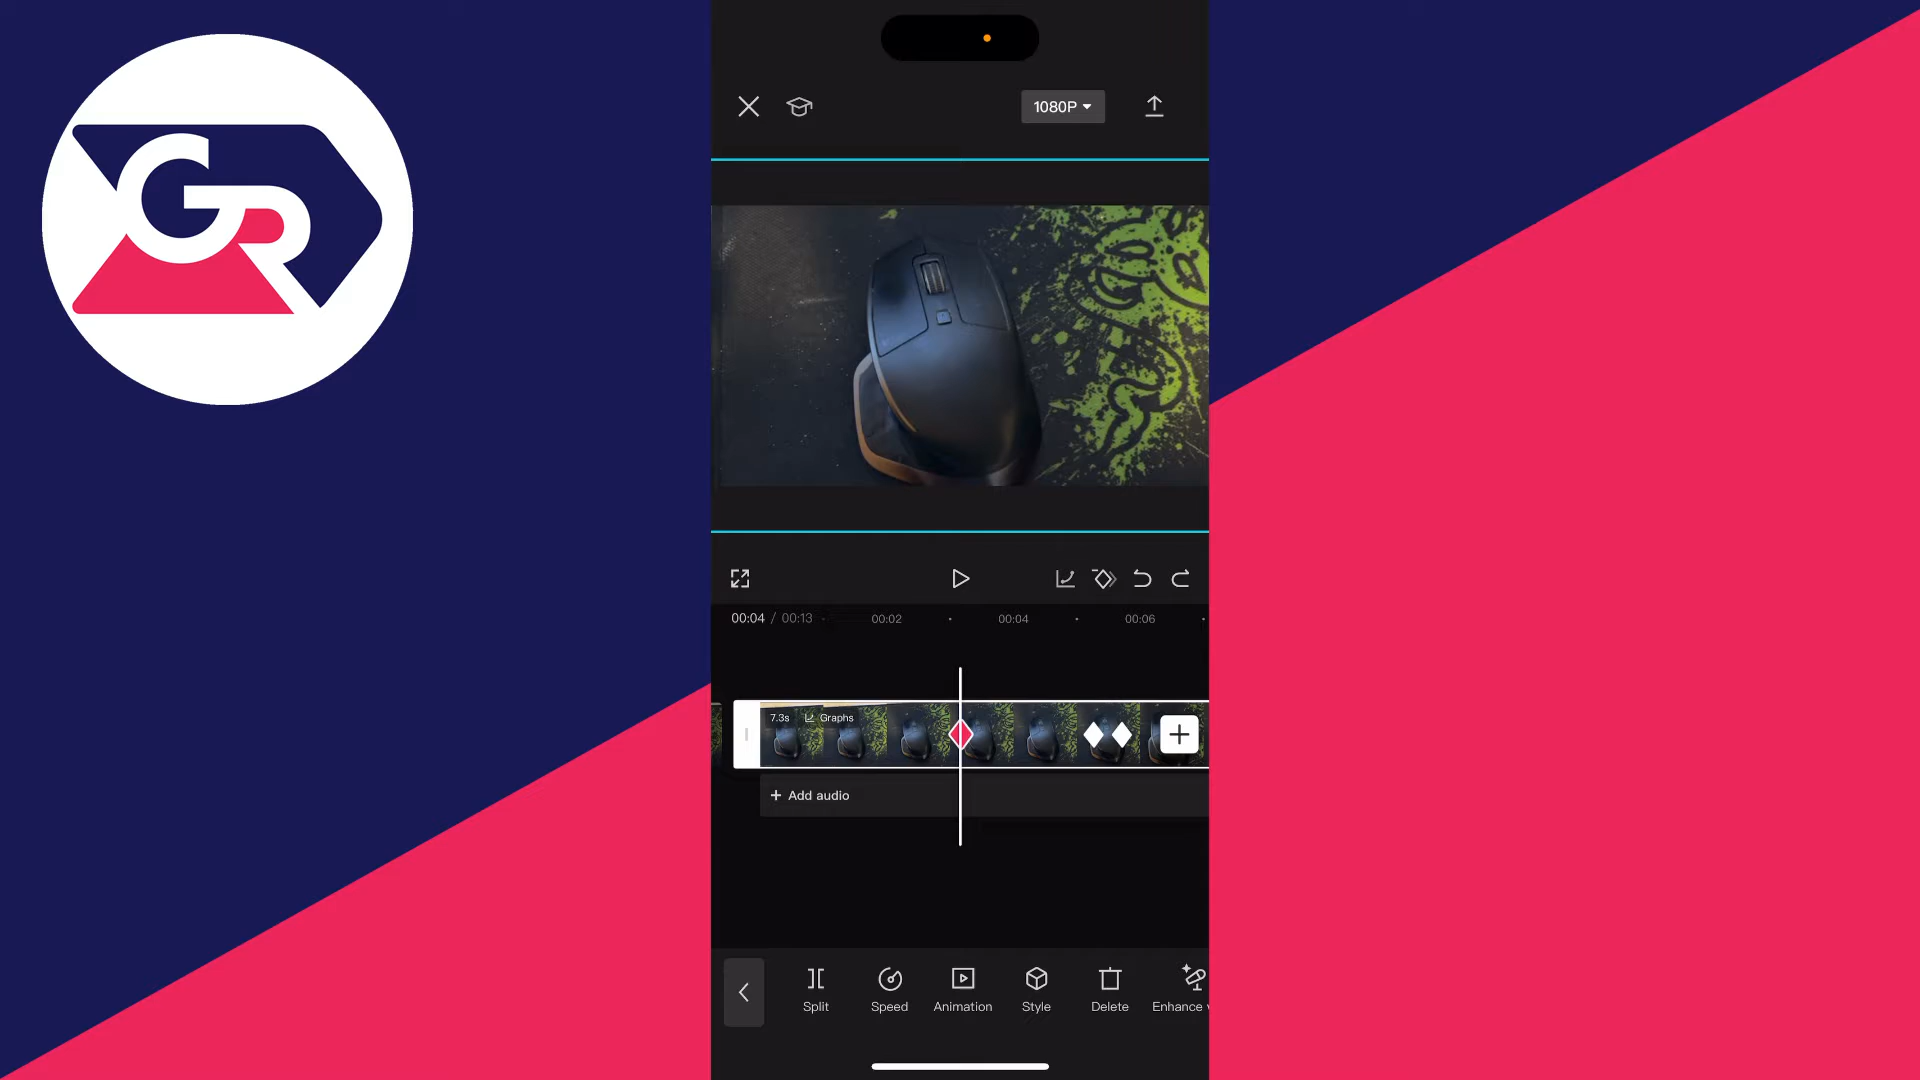 GR
1080P
00:04 / 00:13
00:02
00:04
00:06
7.3s
Graphs
+ Add audio
Split
Speed
Animation
Style
Delete
Enhance